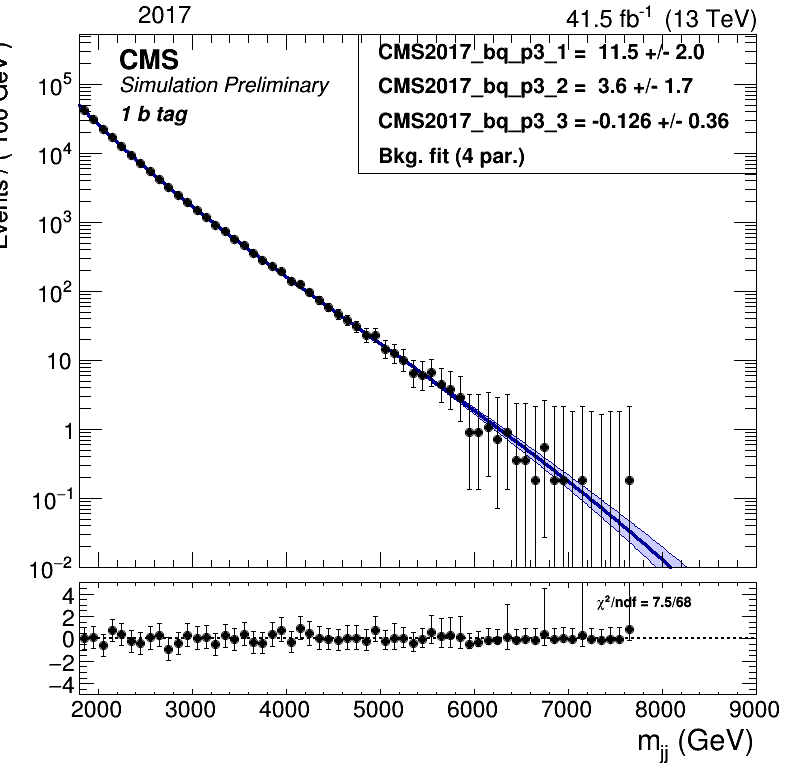 2017
41.5 fb⁻¹ (13 TeV)
CMS
Simulation Preliminary
1 b tag
CMS2017_bq_p3_1 = 11.5 +/- 2.0
CMS2017_bq_p3_2 = 3.6 +/- 1.7
CMS2017_bq_p3_3 = -0.126 +/- 0.36
Bkg. fit (4 par.)
10⁵
10⁴
10³
10²
10
1
10⁻¹
10⁻²
χ²/ndf = 7.5/68
4
2
0
−2
−4
2000 3000 4000 5000 6000 7000 8000 9000
m_jj (GeV)